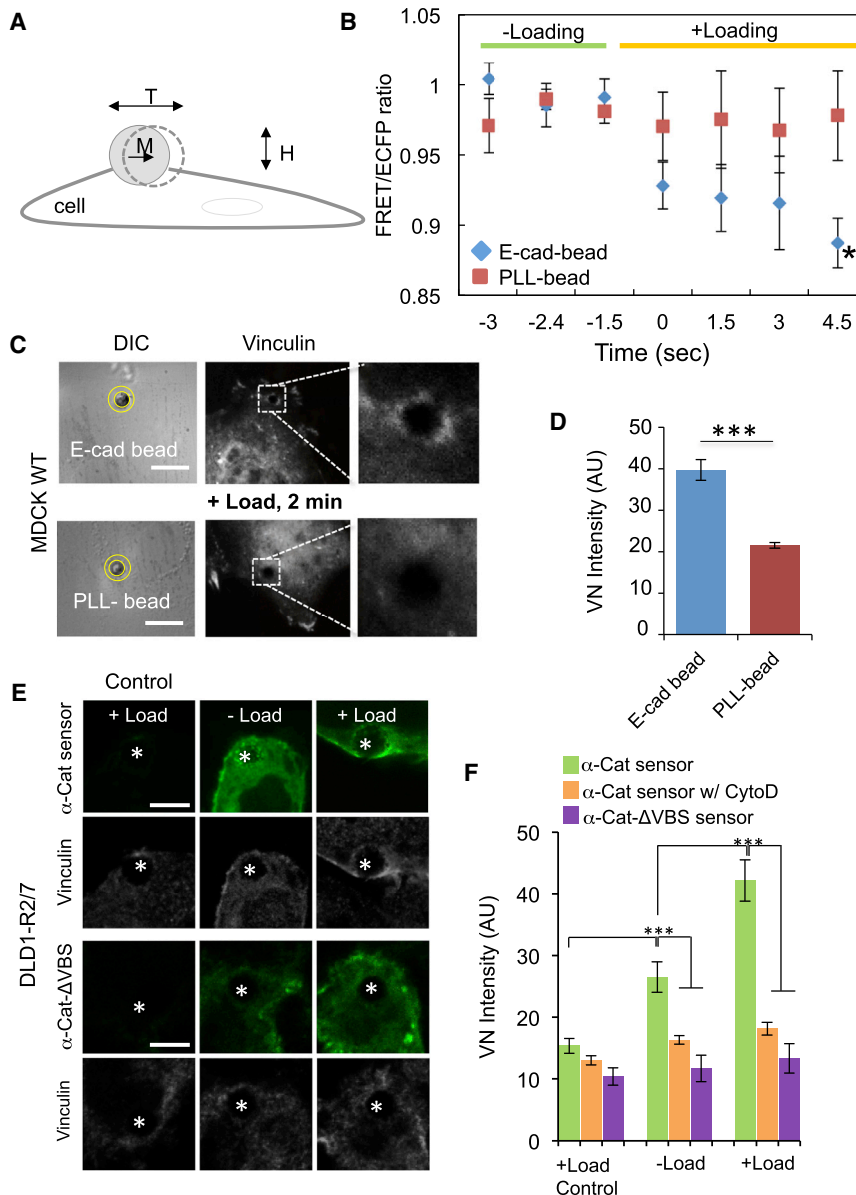 A
T
M
H
cell
B
1.05
1
0.95
0.9
0.85
FRET/ECFP ratio
-Loading
+Loading
E-cad-bead
PLL-bead
*
-3 -2.4 -1.5 0 1.5 3 4.5
Time (sec)
C
DIC
Vinculin
MDCK WT
E-cad bead
+ Load, 2 min
PLL- bead
D
50
40
30
20
10
0
VN Intensity (AU)
***
E-cad bead
PLL-bead
E
Control
+ Load
- Load
+ Load
DLD1-R2/7
α-Cat sensor
* * *
Vinculin
* * *
α-Cat-ΔVBS
* * *
Vinculin
* * *
F
α-Cat sensor
α-Cat sensor w/ CytoD
α-Cat-ΔVBS sensor
50
40
30
20
10
0
VN Intensity (AU)
***
***
+Load
Control
-Load
+Load